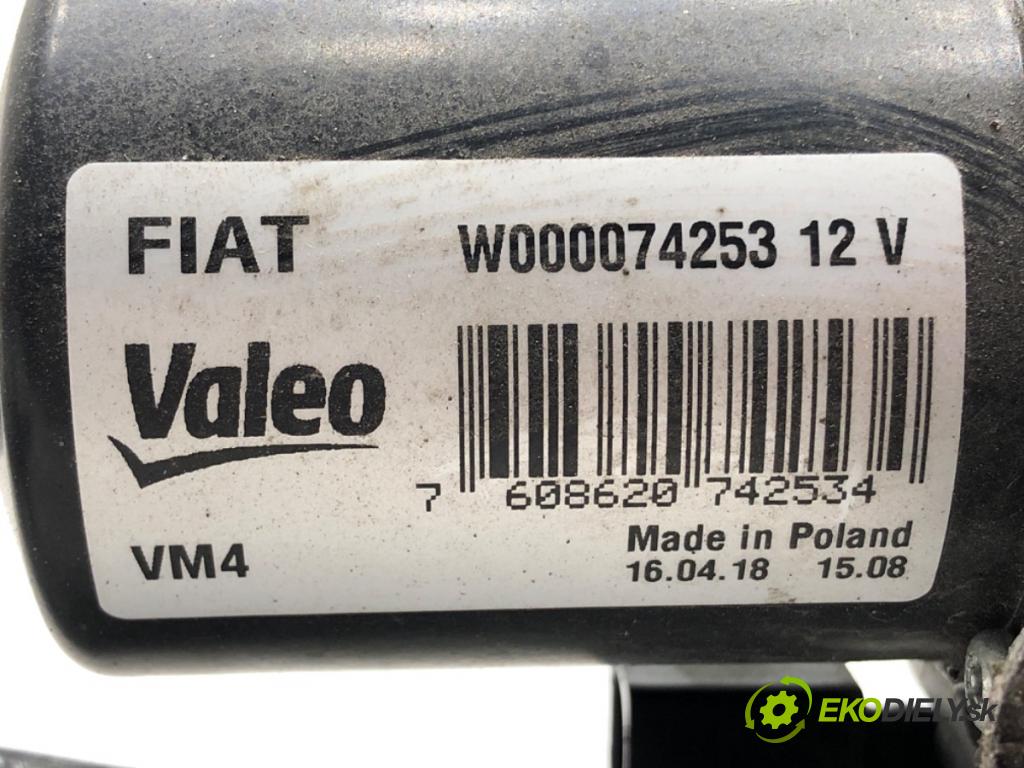 FIAT W000074253 12 V
Valeo
7 608620 742534
VM4
Made in Poland
16.04.18 15.08
EKODIELY.sk